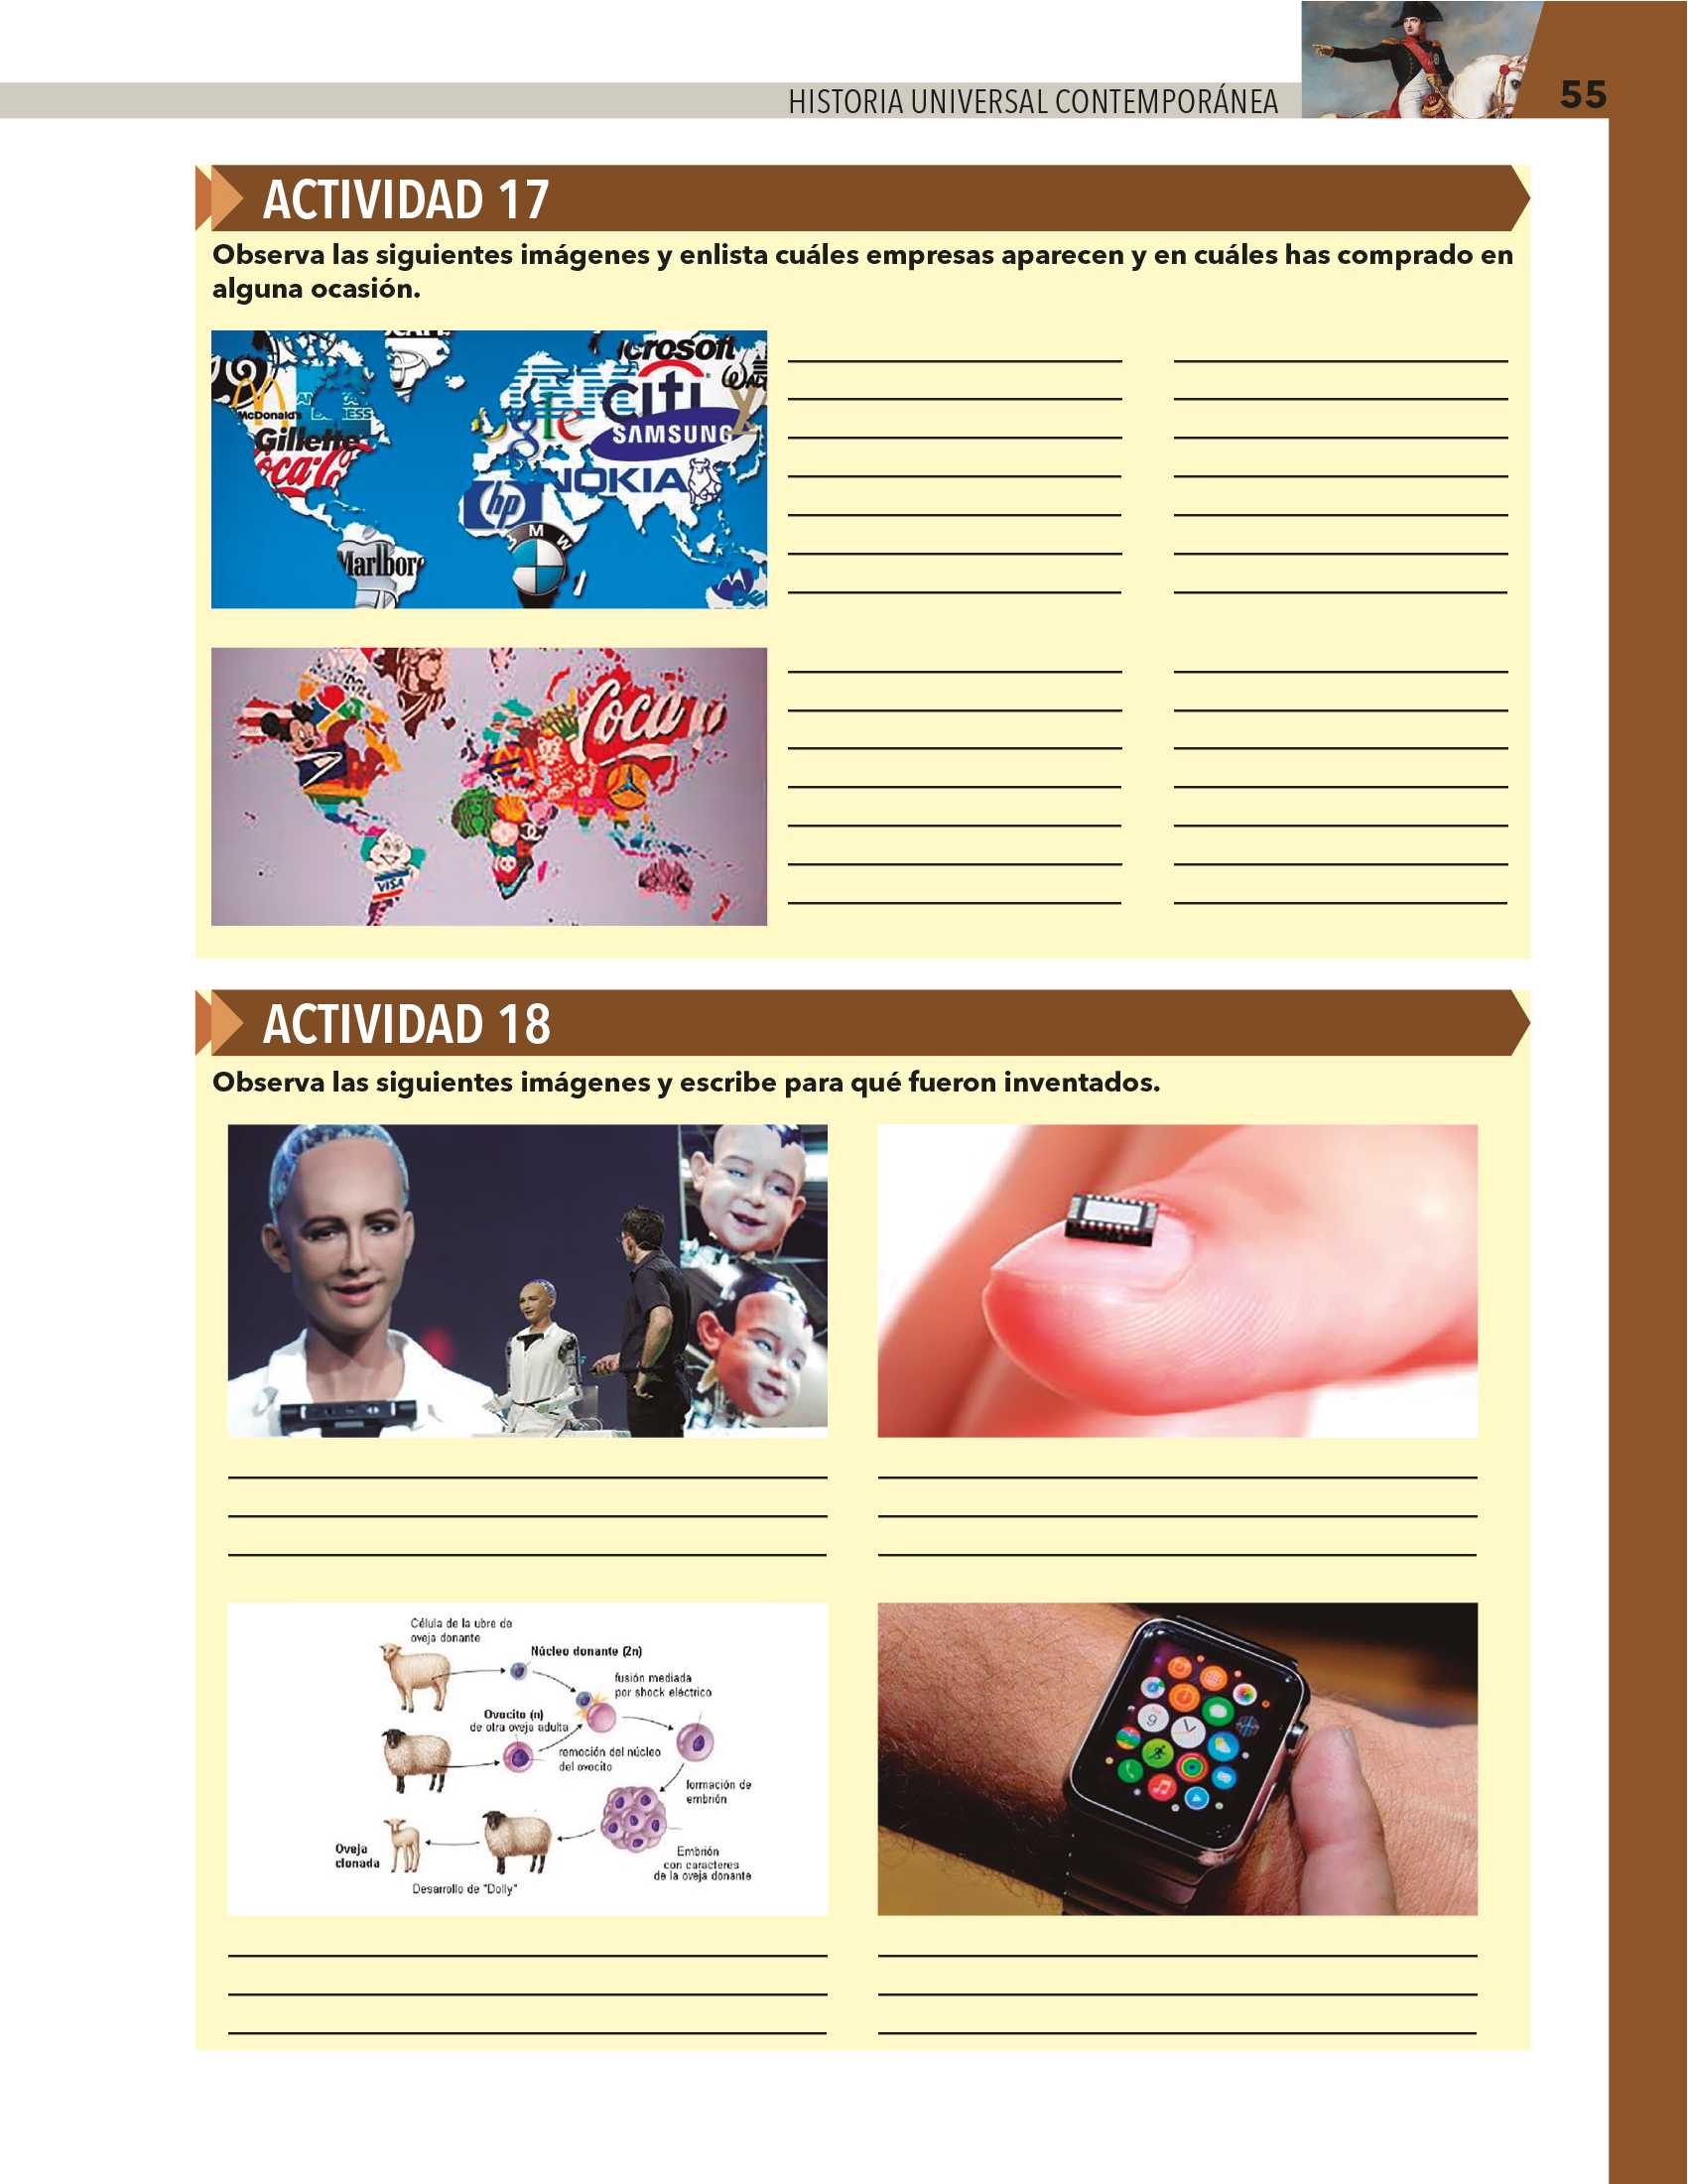 HISTORIA UNIVERSAL CONTEMPORÁNEA
55
ACTIVIDAD 17
Observa las siguientes imágenes y enlista cuáles empresas aparecen y en cuáles has comprado en
alguna ocasión.
crosoft
McDonald's
Gillette
CITI
SAMSUNG
NOKIA
hp
M W
Marlboro
Coca
VISA
ACTIVIDAD 18
Observa las siguientes imágenes y escribe para qué fueron inventados.
Célula de la ubre de
oveja donante
Núcleo donante (2n)
fusión mediada
por shock eléctrico
Ovocito (n)
de otra oveja adulta
remoción del núcleo
del ovocito
formación de
embrión
Oveja
clonada
Embrión
con caracteres
de la oveja donante
Desarrollo de "Dolly"
9